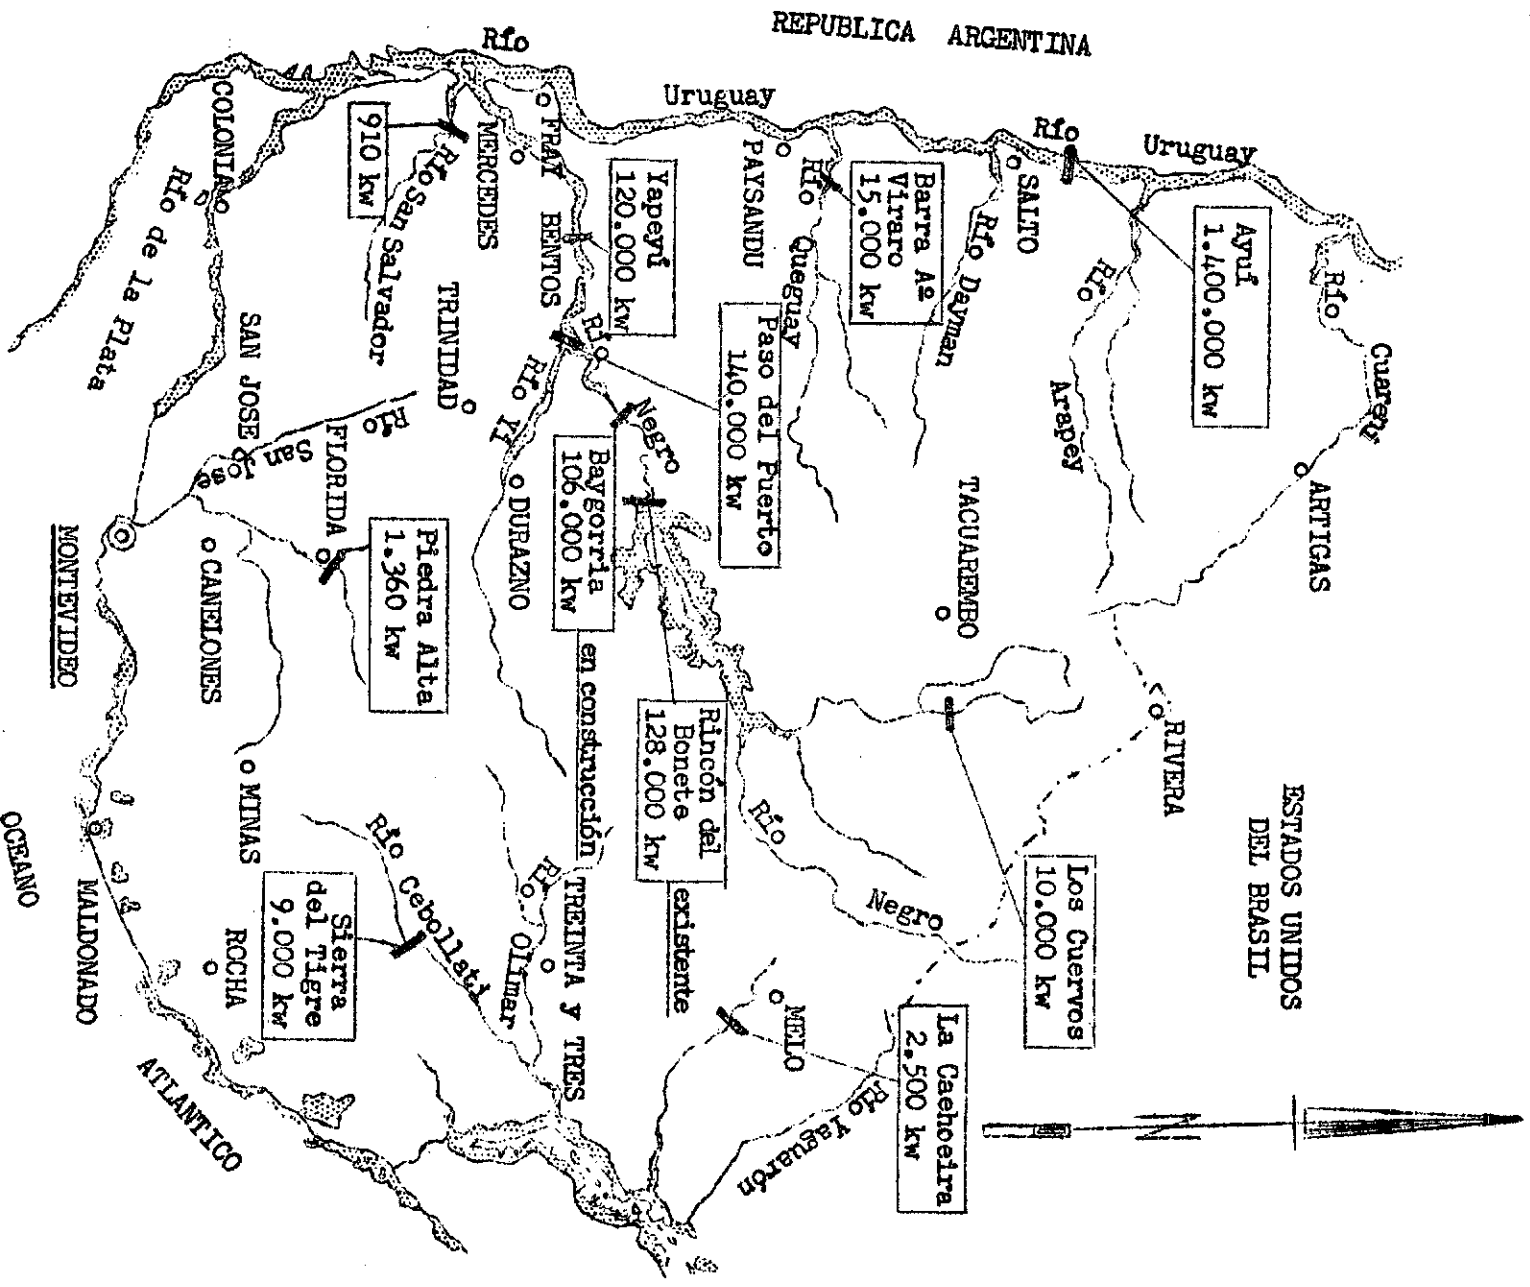 REPUBLICA ARGENTINA
Río
Uruguay
Río
Uruguay
Río
Cuareim
ARTIGAS
Ayuí
1.400.000 kw
SALTO
Río
Arapey
Río Dayman
Barra Aº
Viraro
15.000 kw
PAYSANDU
Río
Queguay
Yapeyú
120.000 kw
Paso del Puerto
140.000 kw
FRAY BENTOS
MERCEDES
910 kw
Río San Salvador
COLONIA
Río de la Plata
TRINIDAD
Río
Yí
DURAZNO
Rí
Negro
Baygorria
106.000 kw
en construcción
Rincón del
Bonete
128.000 kw
existente
TACUAREMBO
RIVERA
ESTADOS UNIDOS
DEL BRASIL
Los Cuervos
10.000 kw
Río
Negro
La Cachoeira
2.500 kw
MELO
Río Yaguarón
SAN JOSE
Río
San José
FLORIDA
Piedra Alta
1.360 kw
MONTEVIDEO
CANELONES
MINAS
Río Cebollatí
Río
Olimar
TREINTA y TRES
Sierra
del Tigre
9.000 kw
ROCHA
MALDONADO
OCEANO
ATLANTICO
N